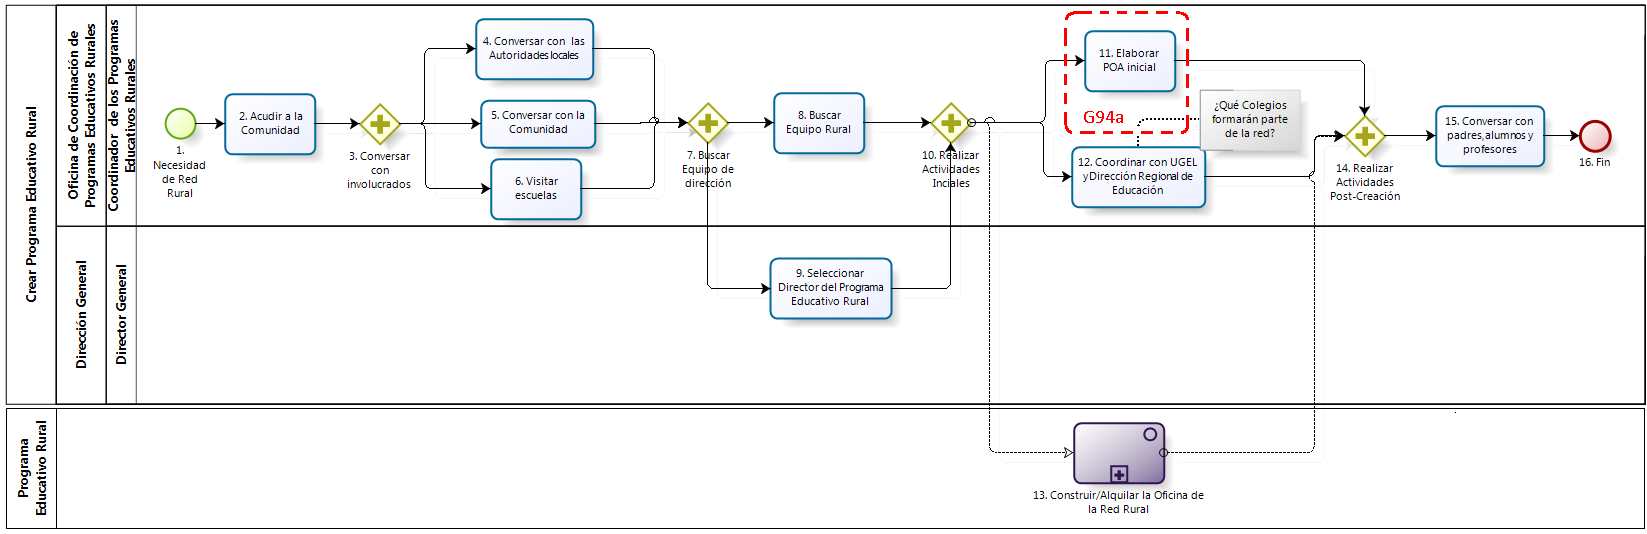 Crear Programa Educativo Rural
Oficina de Coordinación de
Programas Educativos Rurales
Coordinador de los Programas
Educativos Rurales
1.
Necesidad
de Red
Rural
2. Acudir a la
Comunidad
3. Conversar
con
involucrados
4. Conversar con las
Autoridades locales
5. Conversar con la
Comunidad
6. Visitar
escuelas
7. Buscar
Equipo de
dirección
8. Buscar
Equipo Rural
10. Realizar
Actividades
Inciales
11. Elaborar
POA inicial
G94a
¿Qué Colegios
formarán parte
de la red?
12. Coordinar con UGEL
y Dirección Regional de
Educación
14. Realizar
Actividades
Post-Creación
15. Conversar con
padres, alumnos y
profesores
16. Fin
Dirección General
Director General
9. Seleccionar
Director del Programa
Educativo Rural
Programa
Educativo Rural
13. Construir/Alquilar la Oficina de
la Red Rural